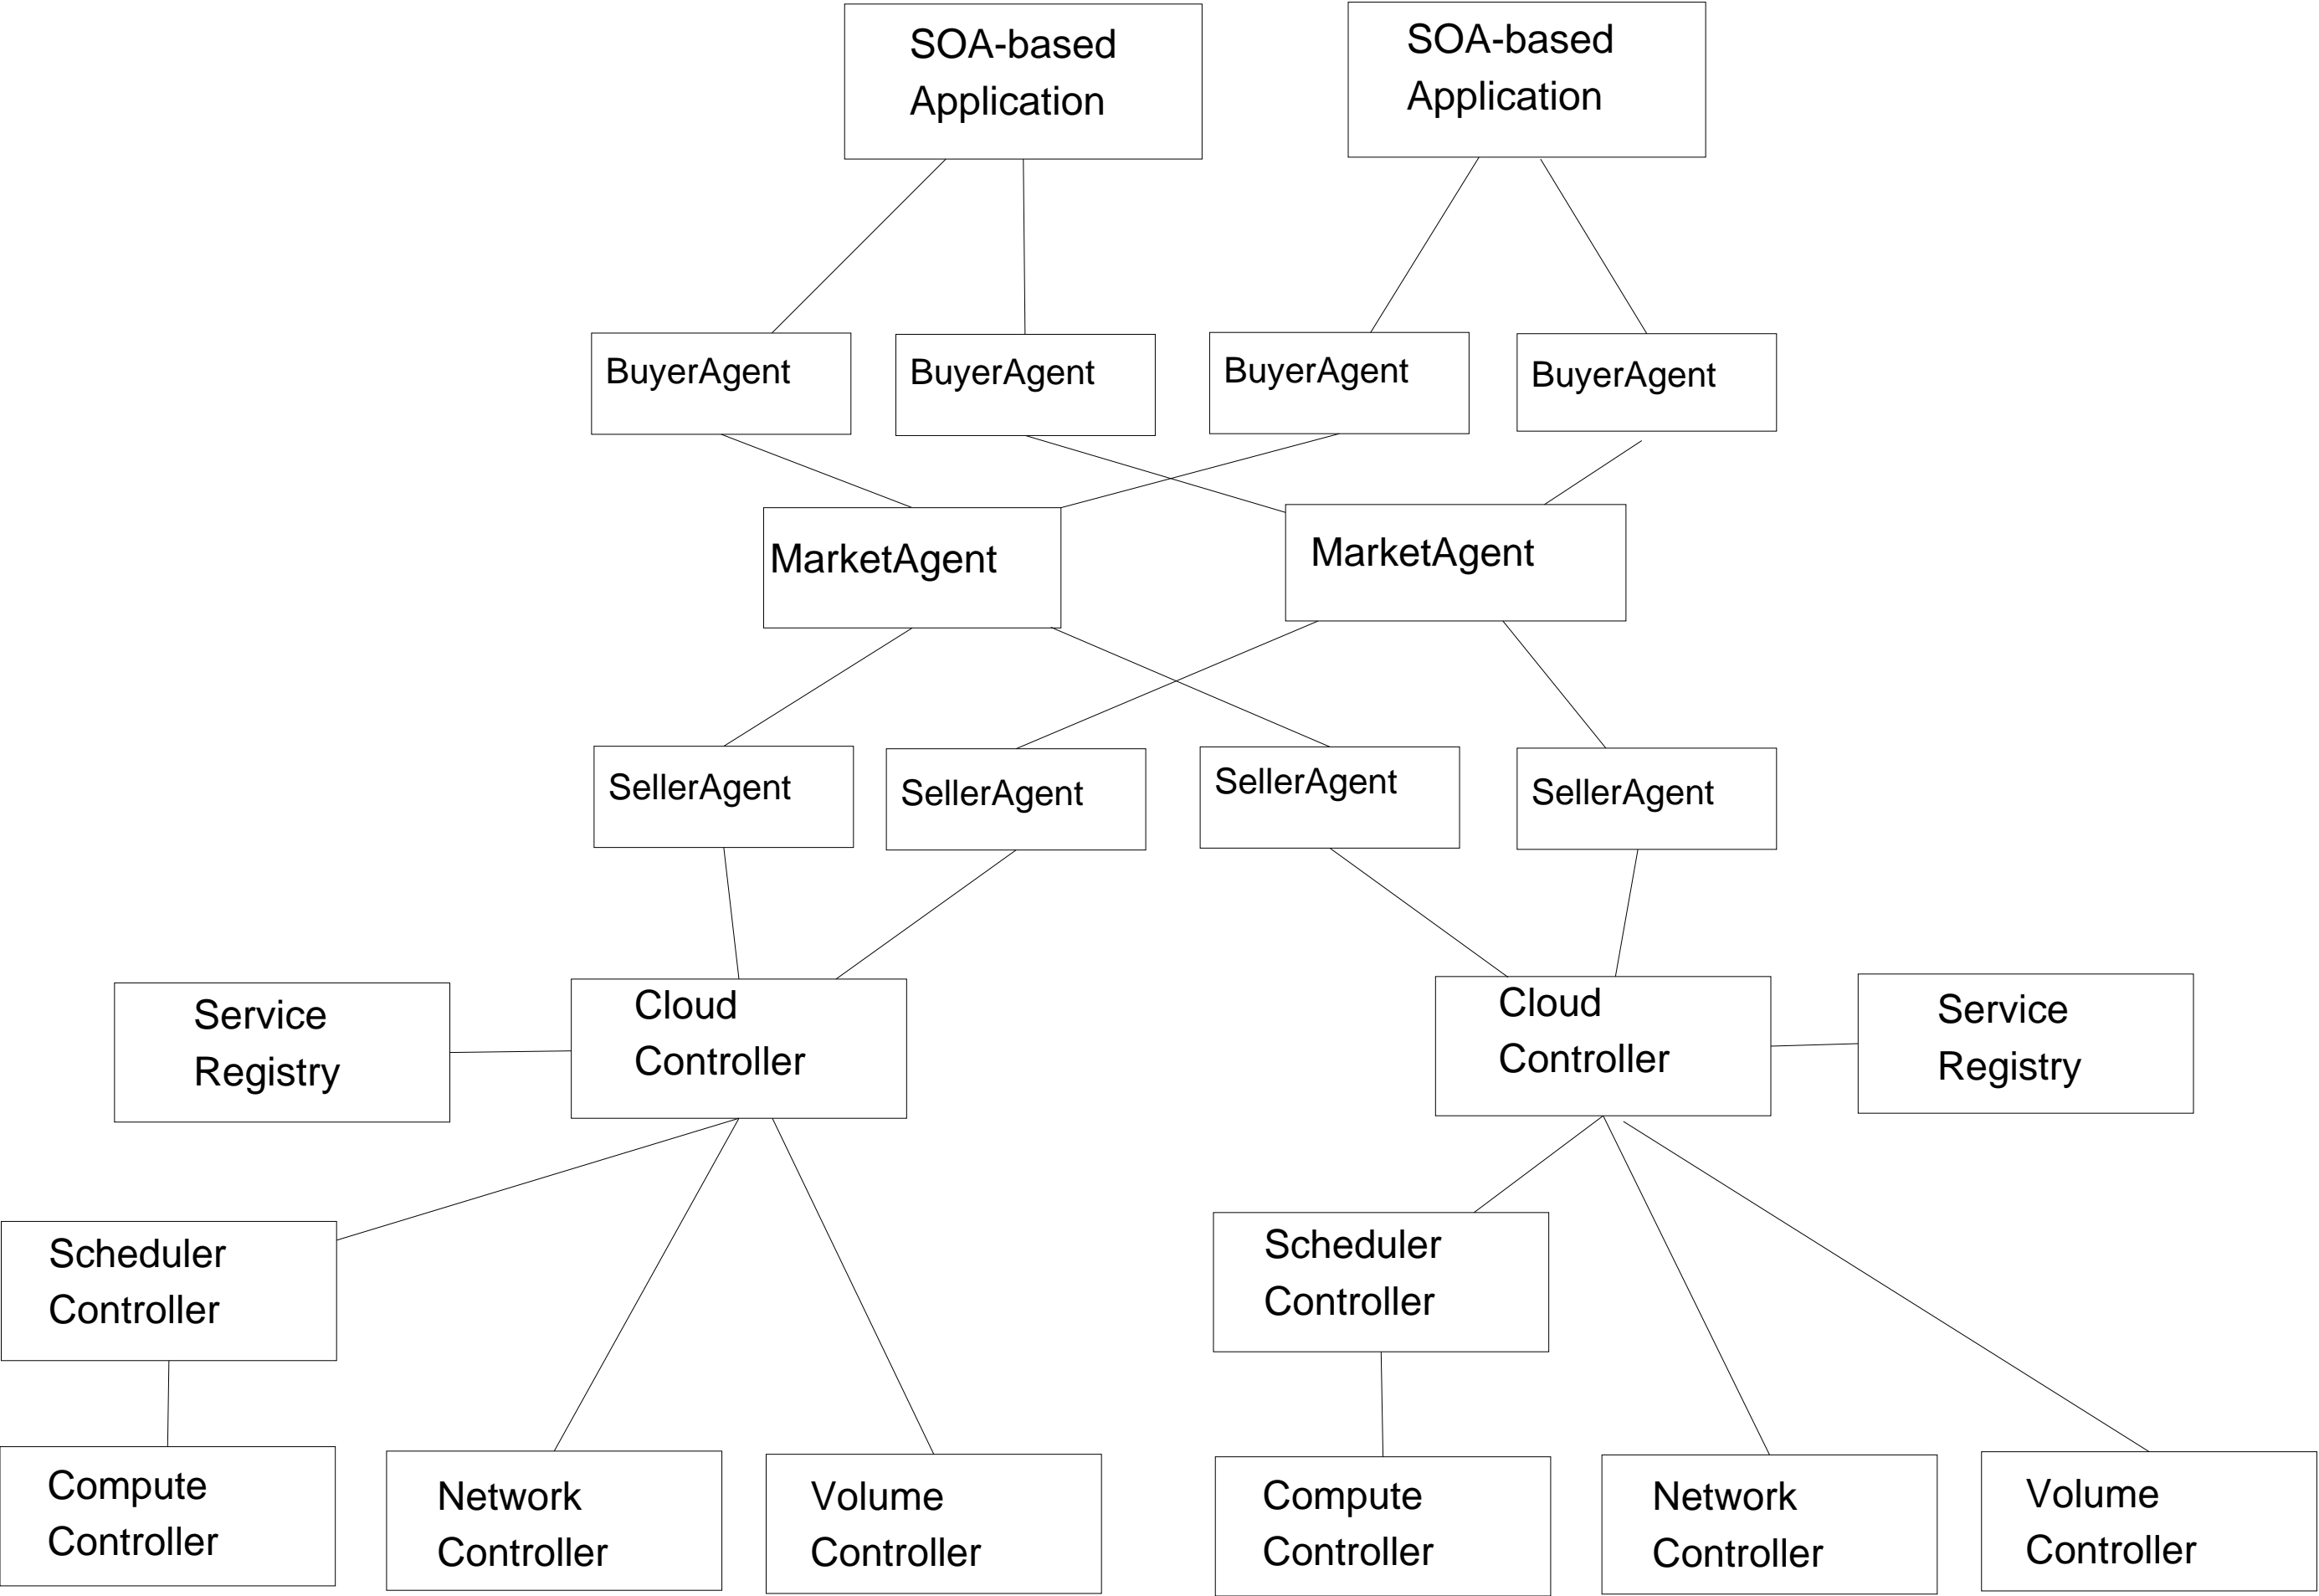 SOA-based
Application
SOA-based
Application
BuyerAgent
BuyerAgent
BuyerAgent
BuyerAgent
MarketAgent
MarketAgent
SellerAgent
SellerAgent
SellerAgent
SellerAgent
Service
Registry
Cloud
Controller
Cloud
Controller
Service
Registry
Scheduler
Controller
Scheduler
Controller
Compute
Controller
Network
Controller
Volume
Controller
Compute
Controller
Network
Controller
Volume
Controller